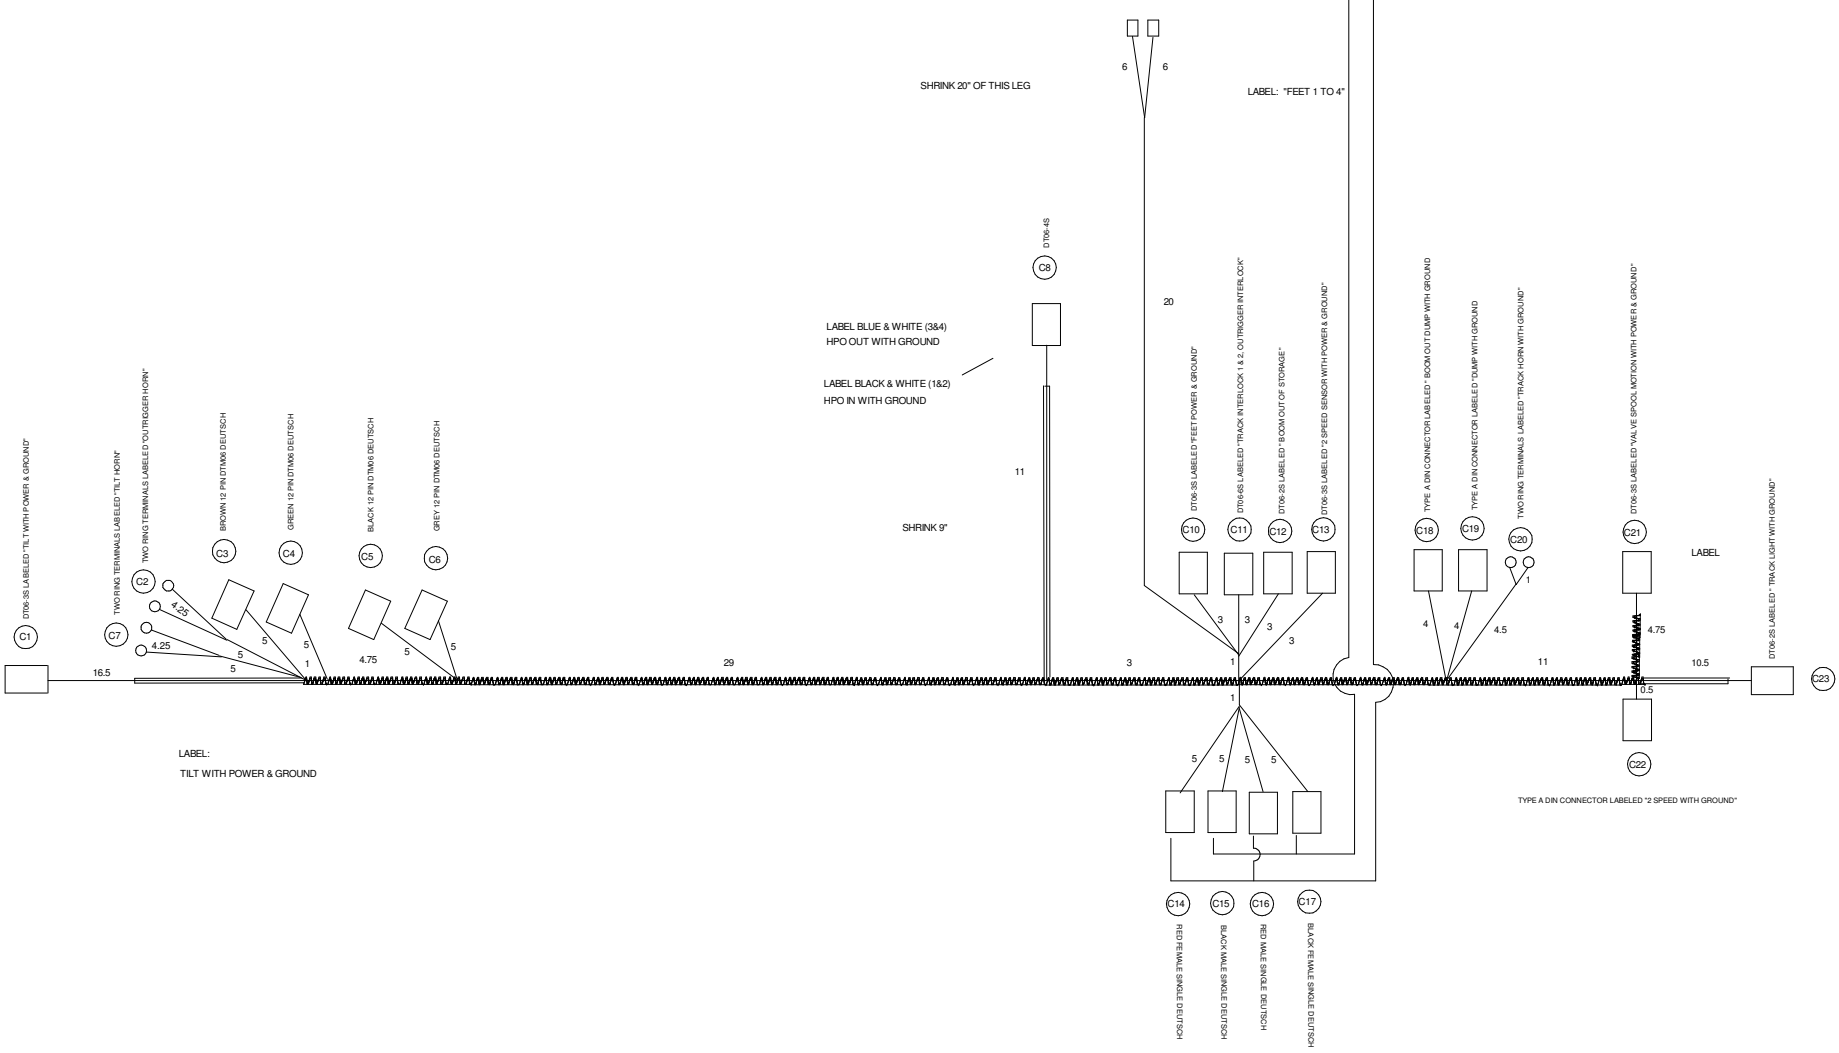 6
6
SHRINK 20" OF THIS LEG
LABEL: "FEET 1 TO 4"
20
DT06-4S
C8
LABEL BLUE & WHITE (3&4)
HPO OUT WITH GROUND
LABEL BLACK & WHITE (1&2)
HPO IN WITH GROUND
11
SHRINK 9"
DT06-3S LABELED "TILT WITH POWER & GROUND"
C1
16.5
TWO RING TERMINALS LABELED "TILT HORN"
C7
TWO RING TERMINALS LABELED "OUTRIGGER HORN"
C2
4.25
4.25
5
5
BROWN 12 PIN DTM06 DEUTSCH
C3
5
1
GREEN 12 PIN DTM06 DEUTSCH
C4
5
BLACK 12 PIN DTM06 DEUTSCH
C5
4.75
5
GREY 12 PIN DTM06 DEUTSCH
C6
5
29
3
DT06-3S LABELED "FEET POWER & GROUND"
C10
3
DT06-6S LABELED "TRACK INTERLOCK 1 & 2, OUTRIGGER INTERLOCK"
C11
3
DT06-2S LABELED "BOOM OUT OF STORAGE"
C12
3
DT06-3S LABELED "2 SPEED SENSOR WITH POWER & GROUND"
C13
3
1
1
TYPE A DIN CONNECTOR LABELED "BOOM OUT DUMP WITH GROUND
C18
4
TYPE A DIN CONNECTOR LABELED "DUMP WITH GROUND
C19
4
TWO RING TERMINALS LABELED "TRACK HORN WITH GROUND"
C20
1
4.5
11
DT06-3S LABELED "VALVE SPOOL MOTION WITH POWER & GROUND"
C21
LABEL
4.75
10.5
0.5
DT06-2S LABELED " TRACK LIGHT WITH GROUND"
C23
C22
TYPE A DIN CONNECTOR LABELED "2 SPEED WITH GROUND"
LABEL:
TILT WITH POWER & GROUND
5
5
5
5
C14
C15
C16
C17
RED FEMALE SINGLE DEUTSCH
BLACK MALE SINGLE DEUTSCH
RED MALE SINGLE DEUTSCH
BLACK FEMALE SINGLE DEUTSCH